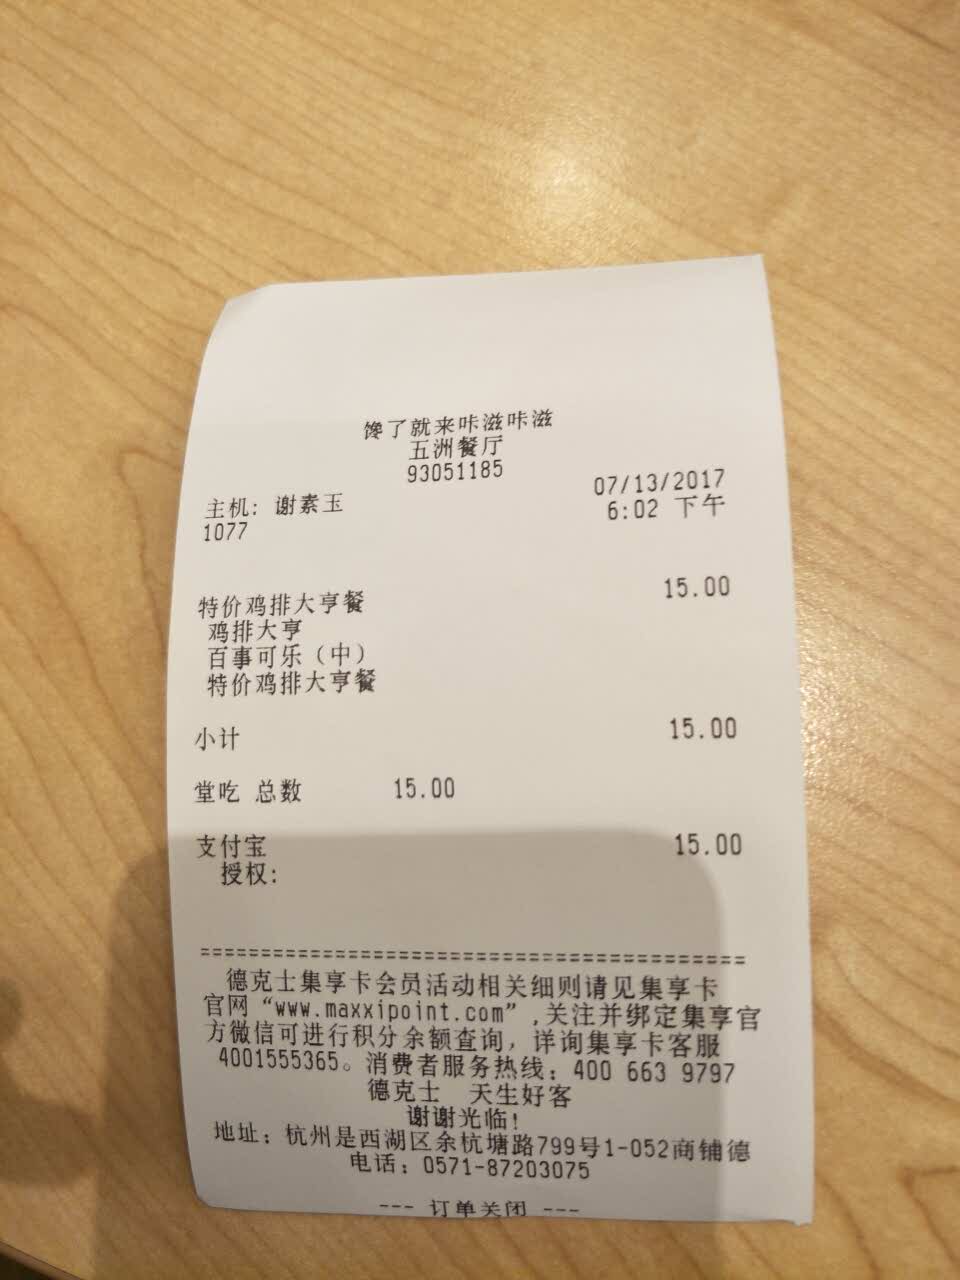 馋了就来咔滋咔滋
五洲餐厅
93051185
主机: 谢素玉 07/13/2017
1077 6:02 下午
特价鸡排大亨餐 15.00
鸡排大亨
百事可乐（中）
特价鸡排大亨餐
小计 15.00
堂吃 总数 15.00
支付宝 15.00
授权:
==============================================
德克士集享卡会员活动相关细则请见集享卡
官网“www.maxxipoint.com”,关注并绑定集享官
方微信可进行积分余额查询，详询集享卡客服
4001555365。消费者服务热线：400 663 9797
德克士 天生好客
谢谢光临!
地址：杭州是西湖区余杭塘路799号1-052商铺德
电话：0571-87203075
--- 订单关闭 ---